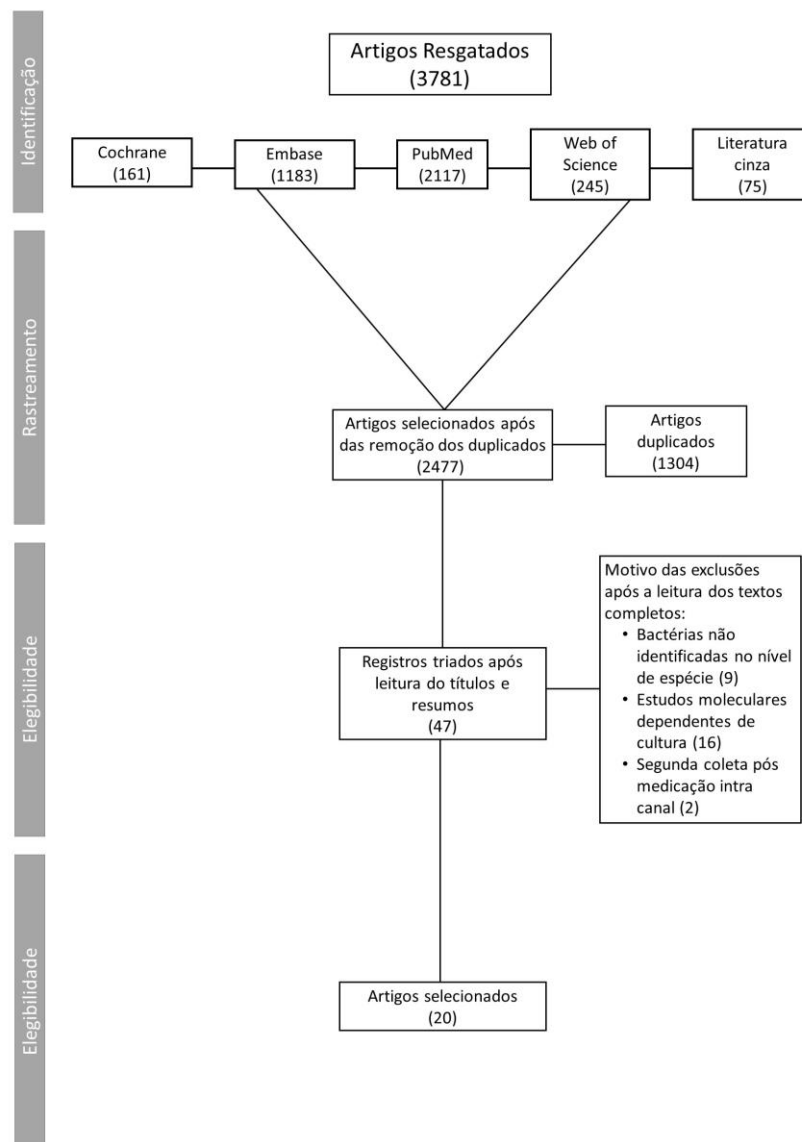 Identificação
Artigos Resgatados
(3781)
Cochrane
(161)
Embase
(1183)
PubMed
(2117)
Web of
Science
(245)
Literatura
cinza
(75)
Rastreamento
Artigos selecionados após
das remoção dos duplicados
(2477)
Artigos
duplicados
(1304)
Elegibilidade
Registros triados após
leitura do títulos e
resumos
(47)
Motivo das exclusões
após a leitura dos textos
completos:
• Bactérias não
identificadas no nível
de espécie (9)
• Estudos moleculares
dependentes de
cultura (16)
• Segunda coleta pós
medicação intra
canal (2)
Elegibilidade
Artigos selecionados
(20)